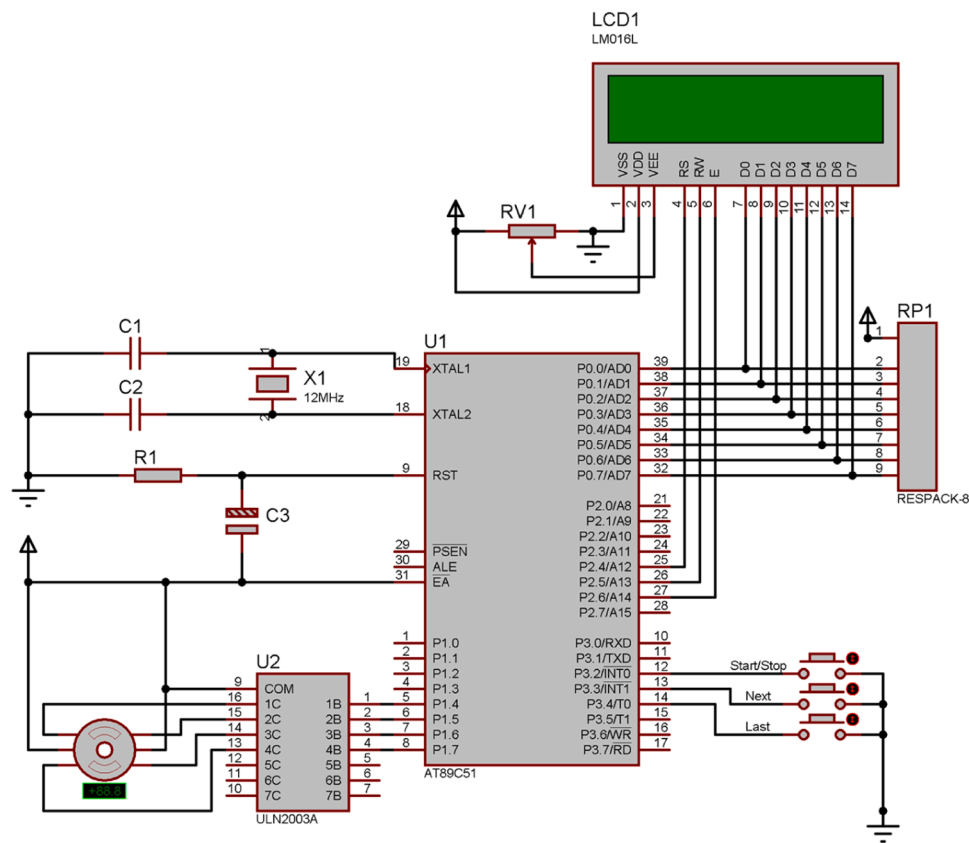 LCD1
LM016L
VSS VDD VEE RS RW E D0 D1 D2 D3 D4 D5 D6 D7
1 2 3 4 5 6 7 8 9 10 11 12 13 14
RV1
RP1
1
2
3
4
5
6
7
8
9
RESPACK-8
C1
C2
X1
12MHz
1
2
R1
C3
U1
19 XTAL1 P0.0/AD0 39
P0.1/AD1 38
P0.2/AD2 37
18 XTAL2 P0.3/AD3 36
P0.4/AD4 35
P0.5/AD5 34
P0.6/AD6 33
9 RST P0.7/AD7 32
P2.0/A8 21
P2.1/A9 22
P2.2/A10 23
29 PSEN P2.3/A11 24
30 ALE P2.4/A12 25
31 EA P2.5/A13 26
P2.6/A14 27
P2.7/A15 28
1 P1.0 P3.0/RXD 10
2 P1.1 P3.1/TXD 11
3 P1.2 P3.2/INT0 12 Start/Stop
4 P1.3 P3.3/INT1 13 Next
5 P1.4 P3.4/T0 14 Last
6 P1.5 P3.5/T1 15
7 P1.6 P3.6/WR 16
8 P1.7 P3.7/RD 17
AT89C51
U2
9 COM
16 1C 1B 1
15 2C 2B 2
14 3C 3B 3
13 4C 4B 4
12 5C 5B 5
11 6C 6B 6
10 7C 7B 7
ULN2003A
+88.8